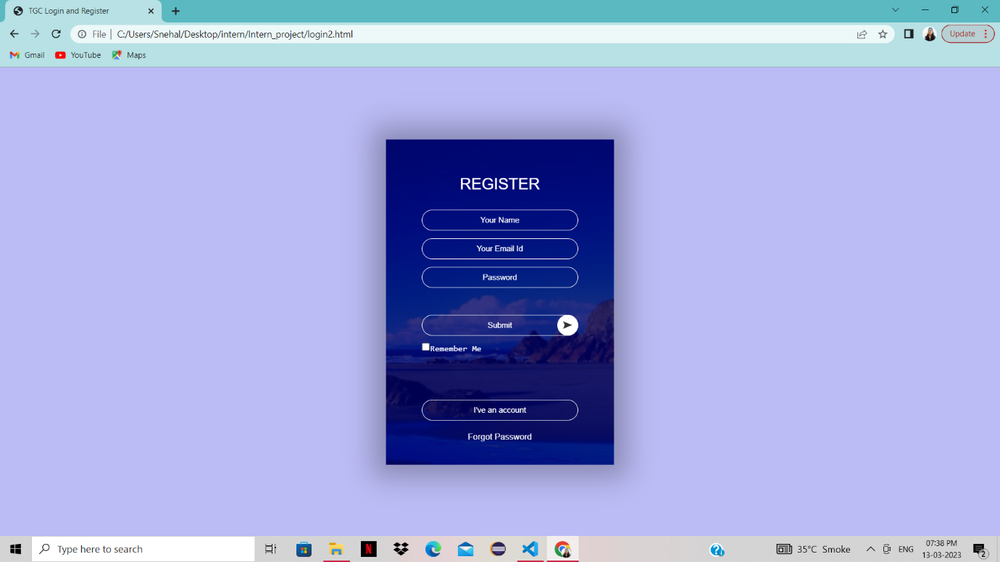 TGC Login and Register
File | C:/Users/Snehal/Desktop/intern/Intern_project/login2.html
Update
Gmail YouTube Maps
REGISTER
Your Name
Your Email Id
Password
Submit
Remember Me
I've an account
Forgot Password
Type here to search
N
35°C Smoke
ENG
07:38 PM
13-03-2023
2